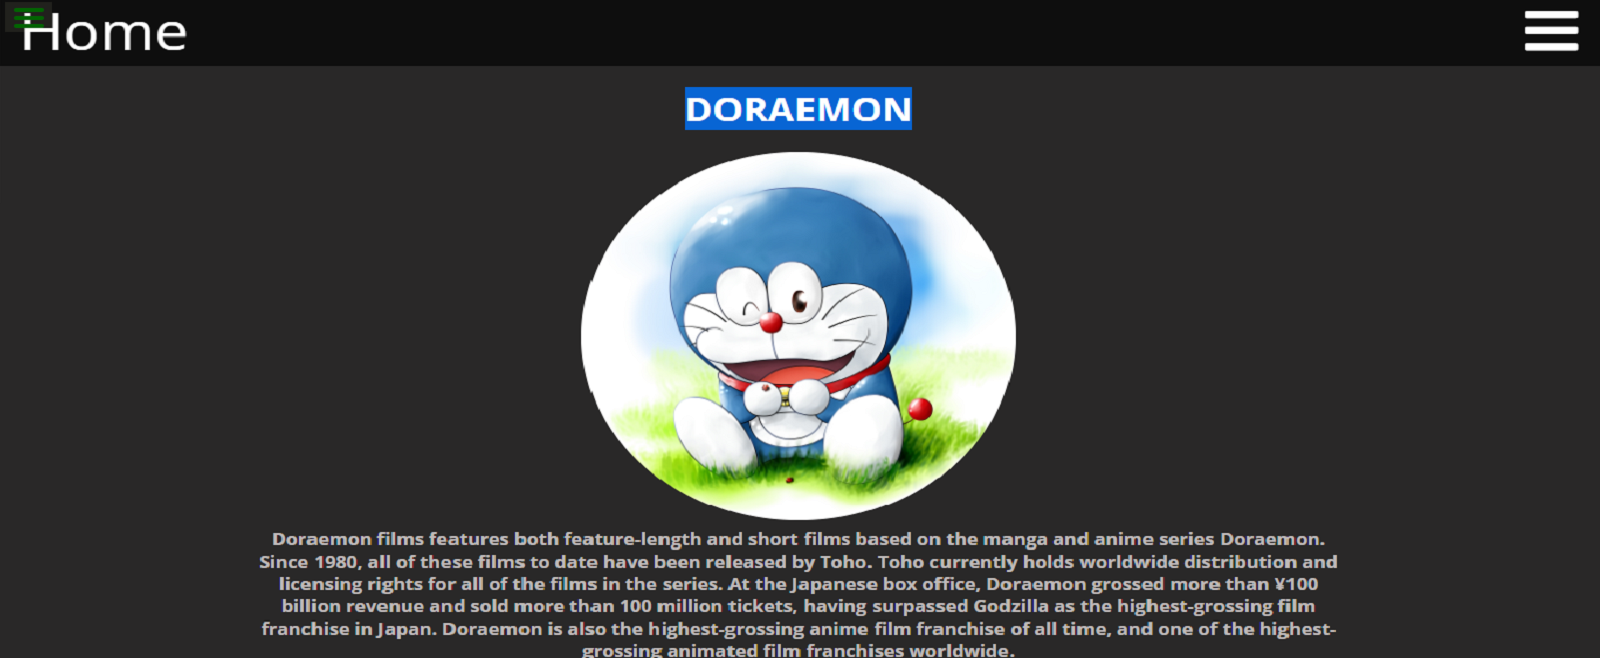 Home
DORAEMON
Doraemon films features both feature-length and short films based on the manga and anime series Doraemon.
Since 1980, all of these films to date have been released by Toho. Toho currently holds worldwide distribution and
licensing rights for all of the films in the series. At the Japanese box office, Doraemon grossed more than ¥100
billion revenue and sold more than 100 million tickets, having surpassed Godzilla as the highest-grossing film
franchise in Japan. Doraemon is also the highest-grossing anime film franchise of all time, and one of the highest-
grossing animated film franchises worldwide.